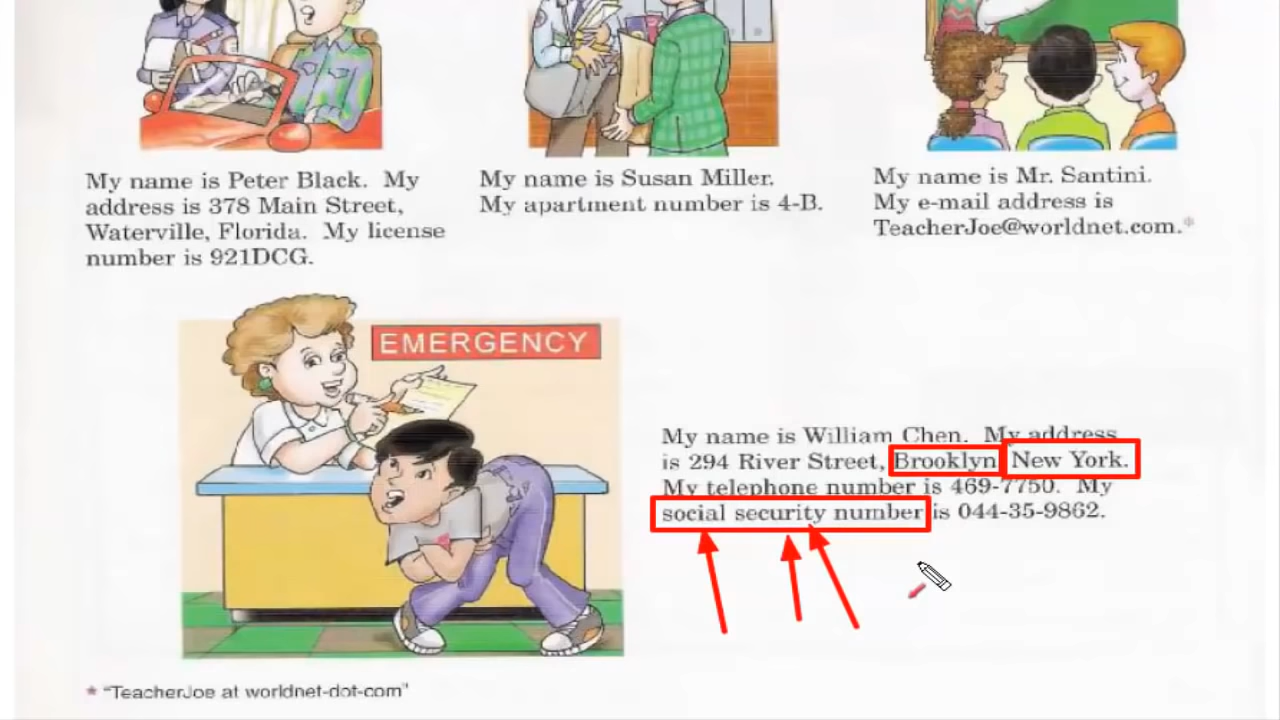 My name is Peter Black. My
address is 378 Main Street,
Waterville, Florida. My license
number is 921DCG.
My name is Susan Miller.
My apartment number is 4-B.
My name is Mr. Santini.
My e-mail address is
TeacherJoe@worldnet.com.*
EMERGENCY
My name is William Chen. My address
is 294 River Street, Brooklyn New York.
My telephone number is 469-7750. My
social security number is 044-35-9862.
* "TeacherJoe at worldnet-dot-com"